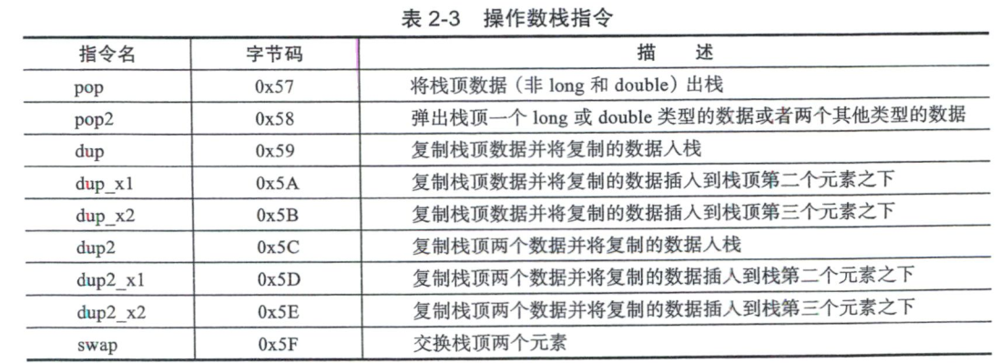 表 2-3 操作数栈指令
指令名 字节码 描 述
pop 0x57 将栈顶数据（非 long 和 double）出栈
pop2 0x58 弹出栈顶一个 long 或 double 类型的数据或者两个其他类型的数据
dup 0x59 复制栈顶数据并将复制的数据入栈
dup_x1 0x5A 复制栈顶数据并将复制的数据插入到栈顶第二个元素之下
dup_x2 0x5B 复制栈顶数据并将复制的数据插入到栈顶第三个元素之下
dup2 0x5C 复制栈顶两个数据并将复制的数据入栈
dup2_x1 0x5D 复制栈顶两个数据并将复制的数据插入到栈第二个元素之下
dup2_x2 0x5E 复制栈顶两个数据并将复制的数据插入到栈第三个元素之下
swap 0x5F 交换栈顶两个元素